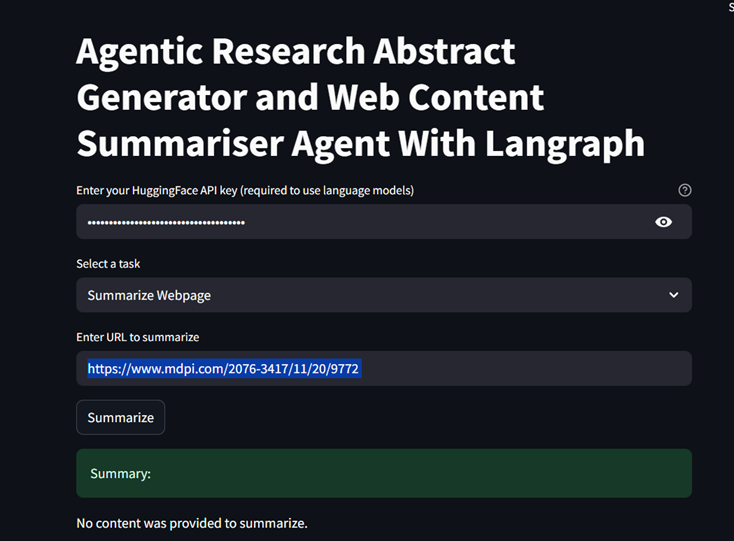 S
Agentic Research Abstract
Generator and Web Content
Summariser Agent With Langraph
Enter your HuggingFace API key (required to use language models)
••••••••••••••••••••••••••••••••••••
Select a task
Summarize Webpage
Enter URL to summarize
https://www.mdpi.com/2076-3417/11/20/9772
Summarize
Summary:
No content was provided to summarize.